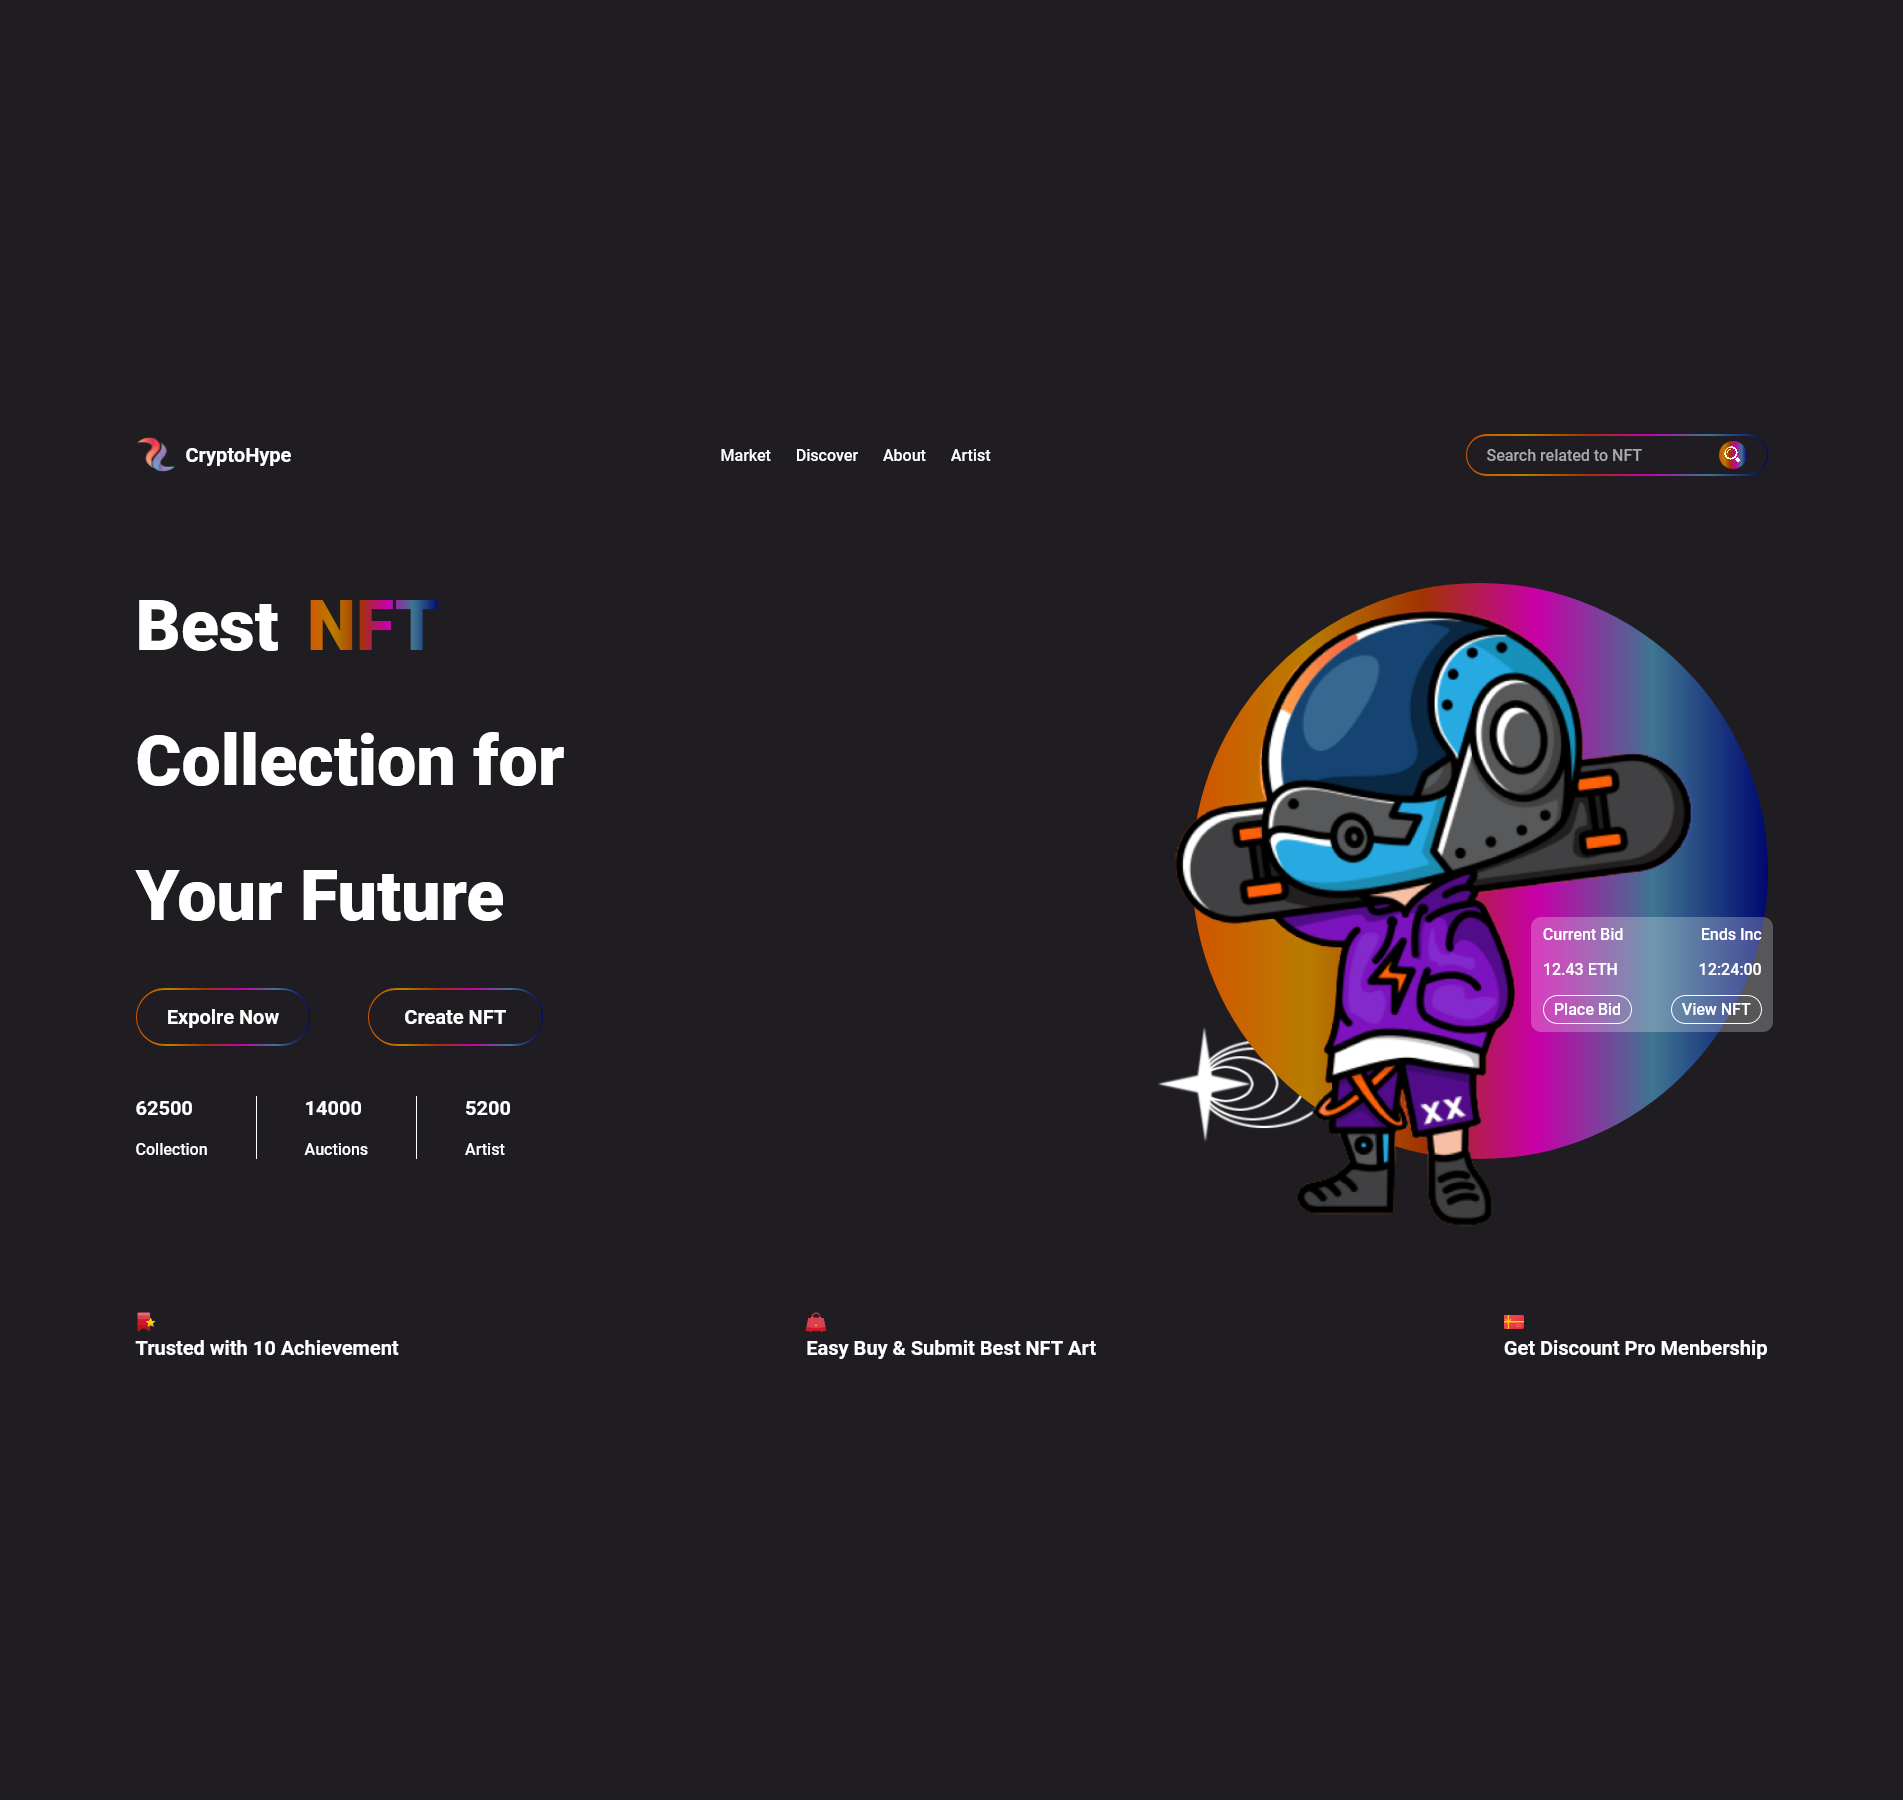 CryptoHype
Market Discover About Artist
Search related to NFT
Best NFT
Collection for
Your Future
Expolre Now
Create NFT
62500
Collection
14000
Auctions
5200
Artist
Current Bid Ends Inc
12.43 ETH 12:24:00
Place Bid View NFT
XX
Trusted with 10 Achievement
Easy Buy & Submit Best NFT Art
Get Discount Pro Menbership